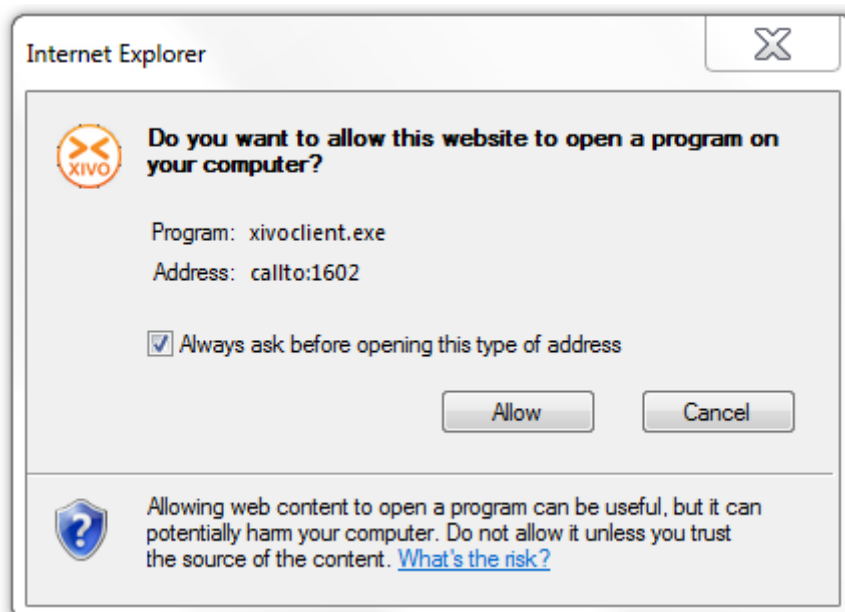 Internet Explorer
Do you want to allow this website to open a program on
your computer?
XIVO
Program: xivoclient.exe
Address: callto:1602
Always ask before opening this type of address
Allow Cancel
Allowing web content to open a program can be useful, but it can
potentially harm your computer. Do not allow it unless you trust
the source of the content. What's the risk?